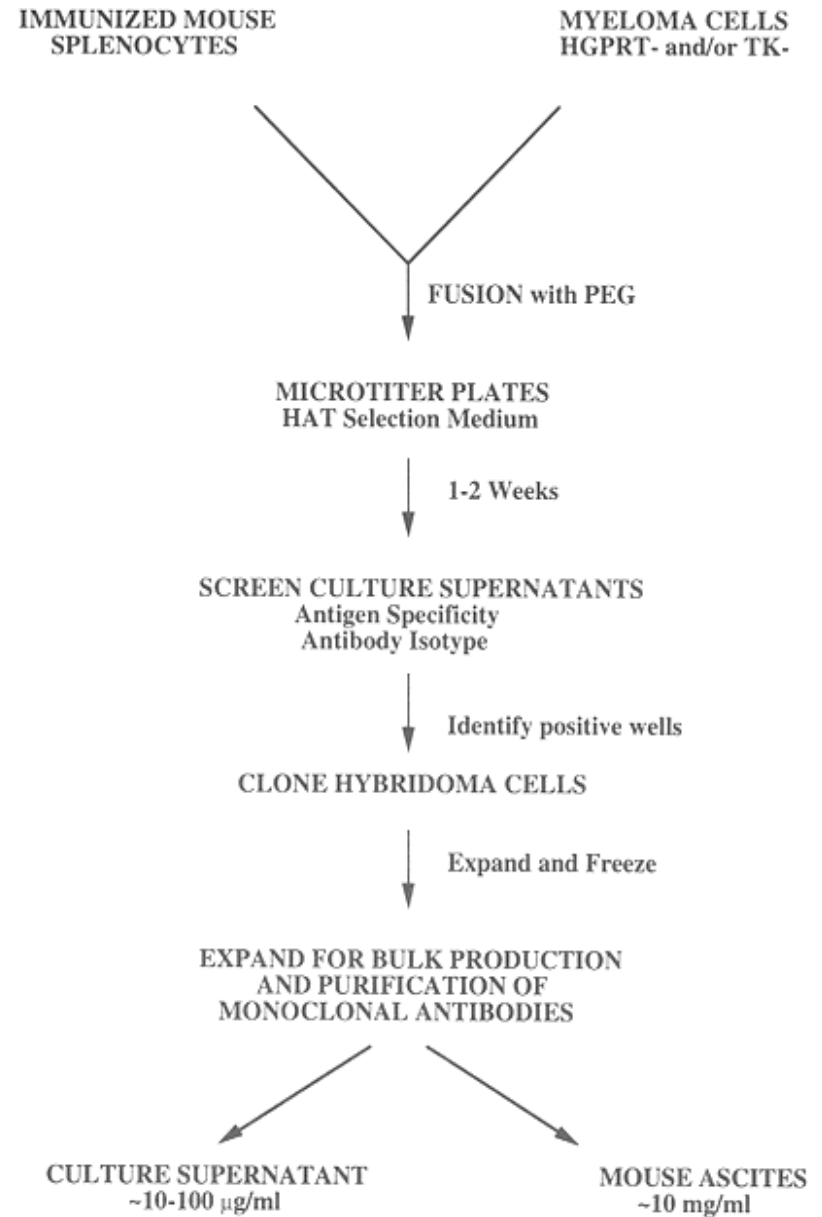 IMMUNIZED MOUSE
SPLENOCYTES
MYELOMA CELLS
HGPRT- and/or TK-
FUSION with PEG
MICROTITER PLATES
HAT Selection Medium
1-2 Weeks
SCREEN CULTURE SUPERNATANTS
Antigen Specificity
Antibody Isotype
Identify positive wells
CLONE HYBRIDOMA CELLS
Expand and Freeze
EXPAND FOR BULK PRODUCTION
AND PURIFICATION OF
MONOCLONAL ANTIBODIES
CULTURE SUPERNATANT
~10-100 µg/ml
MOUSE ASCITES
~10 mg/ml